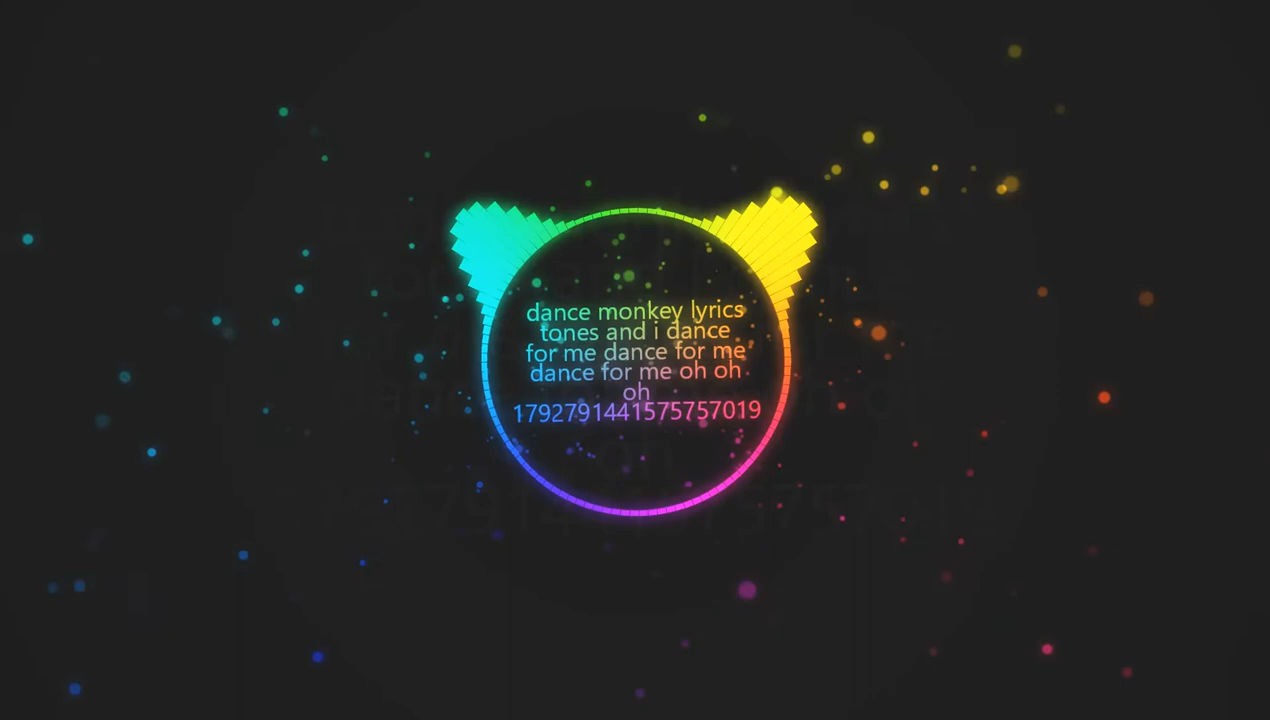 dance monkey lyrics
tones and i dance
for me dance for me
dance for me oh oh
oh
1792791441575757019